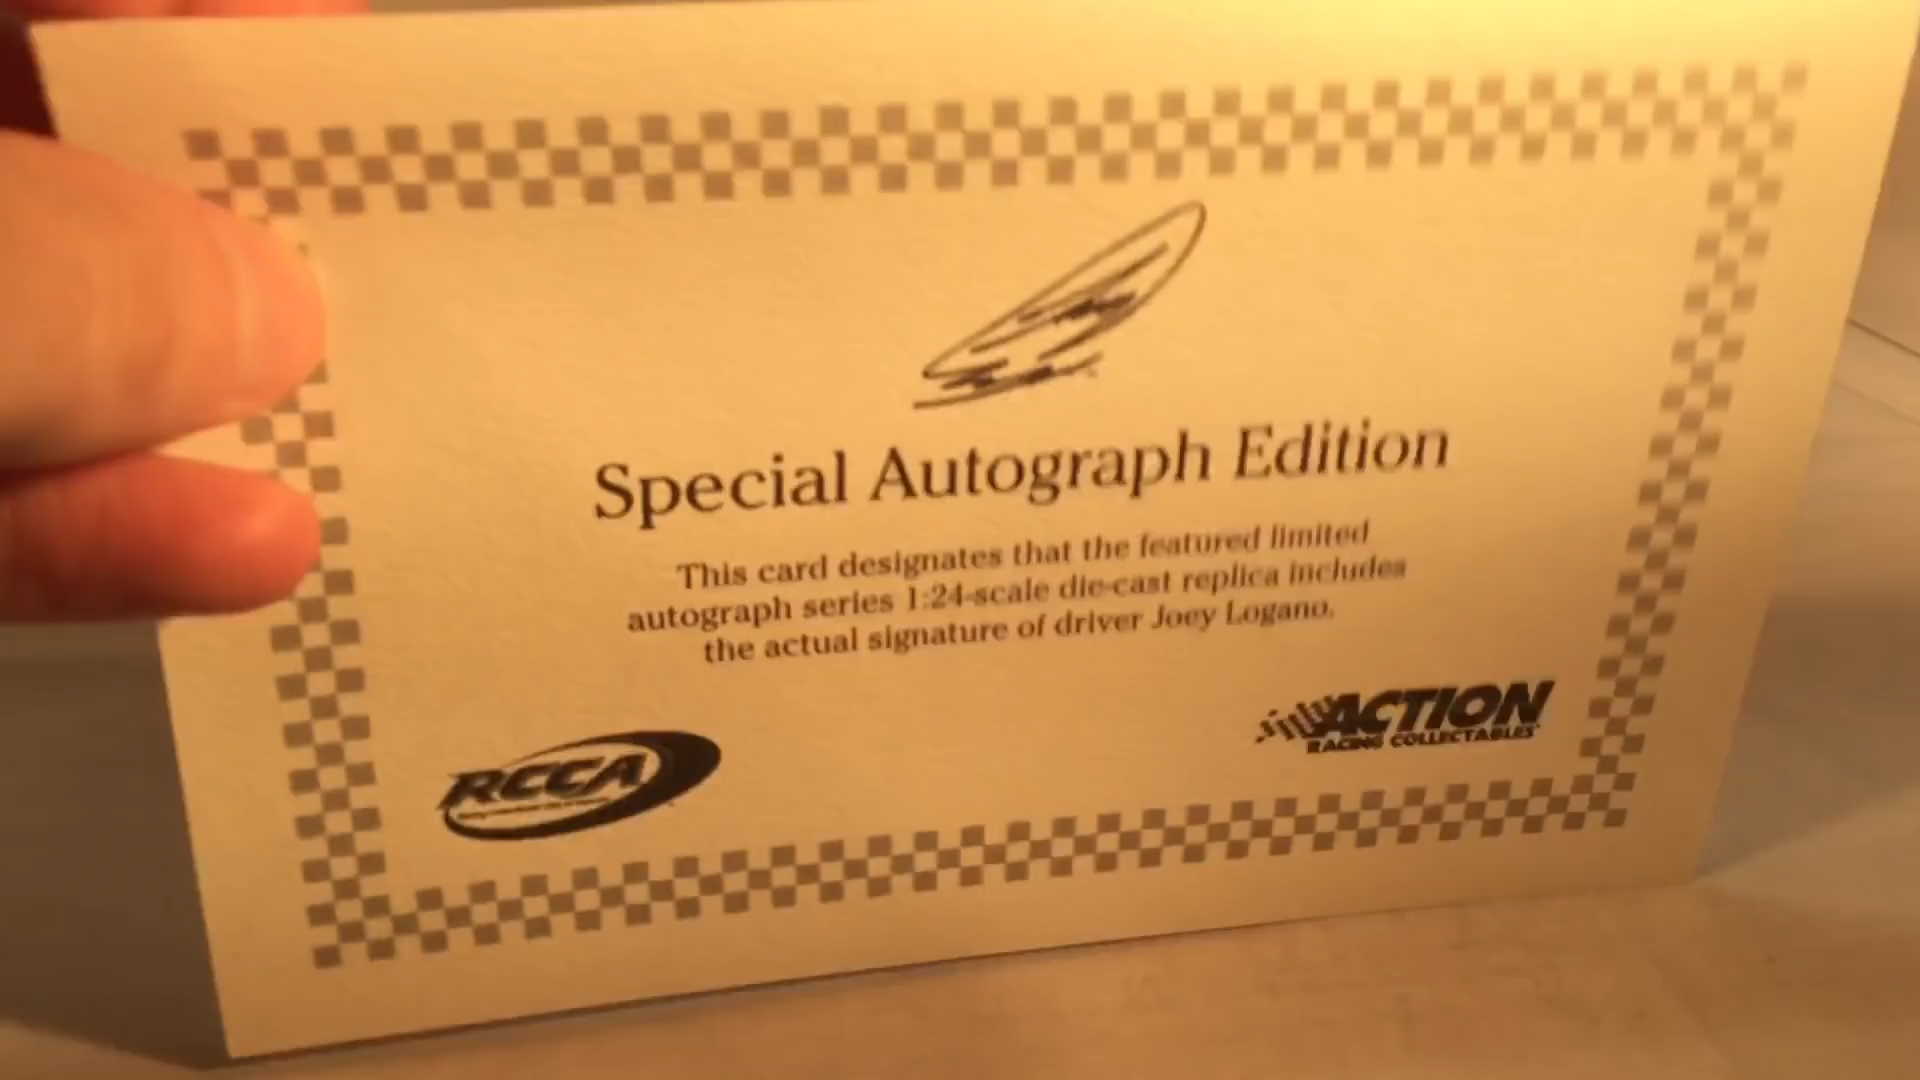 Special Autograph Edition
This card designates that the featured limited
autograph series 1:24-scale die-cast replica includes
the actual signature of driver Joey Logano.
RCCA
ACTION
RACING COLLECTABLES